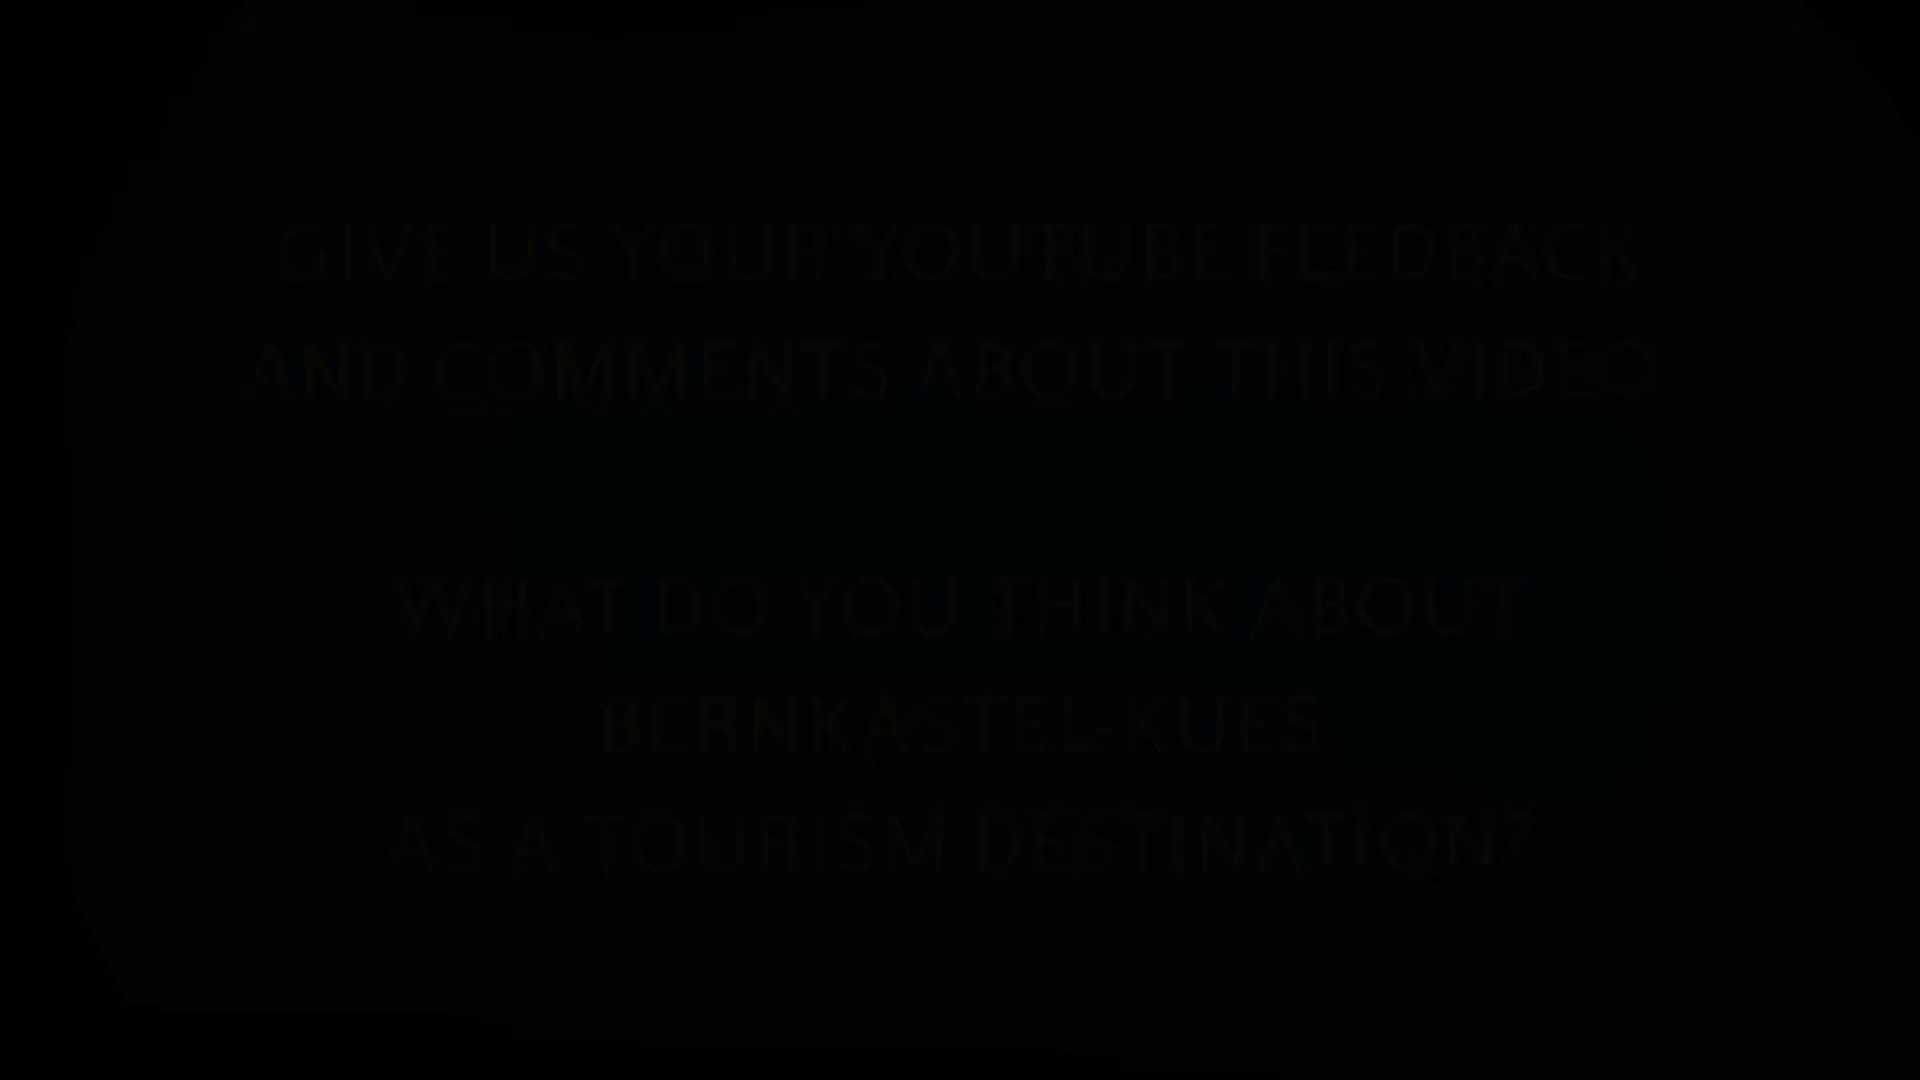 GIVE US YOUR YOUTUBE FEEDBACK
AND COMMENTS ABOUT THIS VIDEO
WHAT DO YOU THINK ABOUT
BERNKASTEL-KUES
AS A TOURISM DESTINATION?